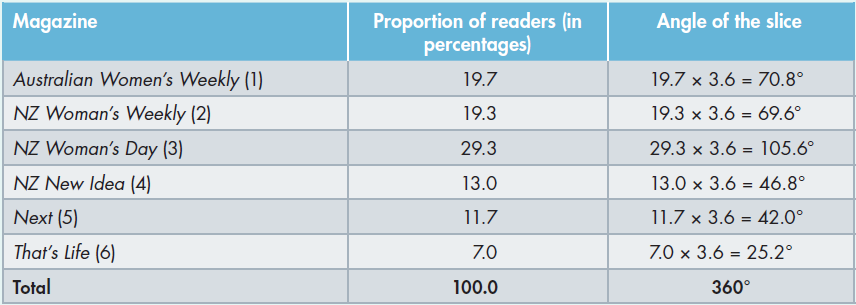 Magazine Proportion of readers (in percentages) Angle of the slice
Australian Women's Weekly (1) 19.7 19.7 × 3.6 = 70.8°
NZ Woman's Weekly (2) 19.3 19.3 × 3.6 = 69.6°
NZ Woman's Day (3) 29.3 29.3 × 3.6 = 105.6°
NZ New Idea (4) 13.0 13.0 × 3.6 = 46.8°
Next (5) 11.7 11.7 × 3.6 = 42.0°
That's Life (6) 7.0 7.0 × 3.6 = 25.2°
Total 100.0 360°